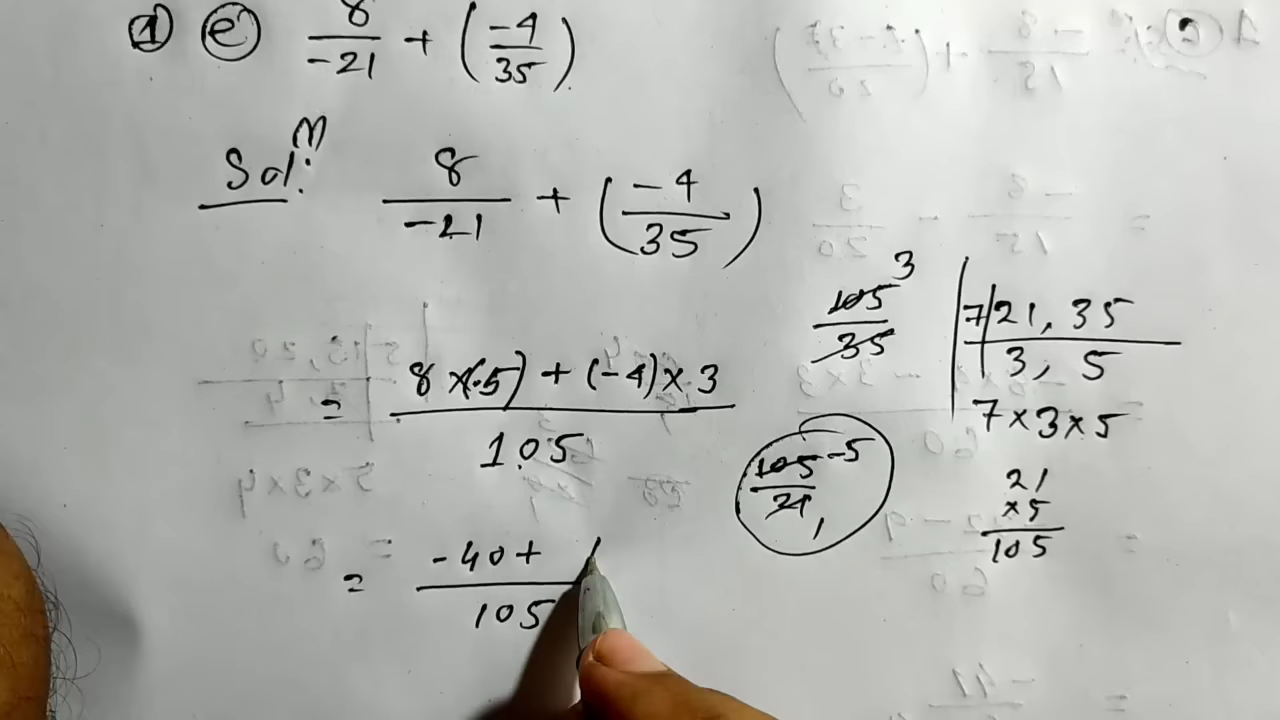 ① ⓔ 8/-21 + (-4/35)
Solⁿ: 8/-21 + (-4/35)
105/35 3
7|21, 35
3, 5
7×3×5
= 8×(-5) + (-4)×3 / 105
105/21 -5
1
21
×5
105
= -40+ / 105